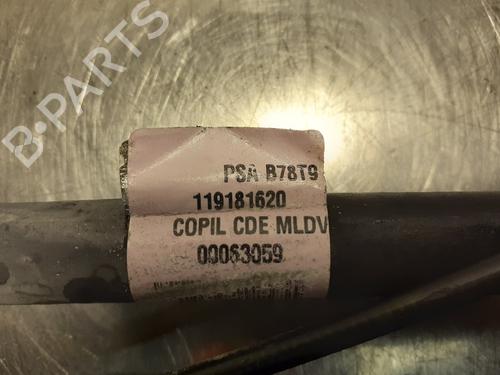 B-PARTS
PSA B78T9
119181620
COPIL CDE MLDV
00063059